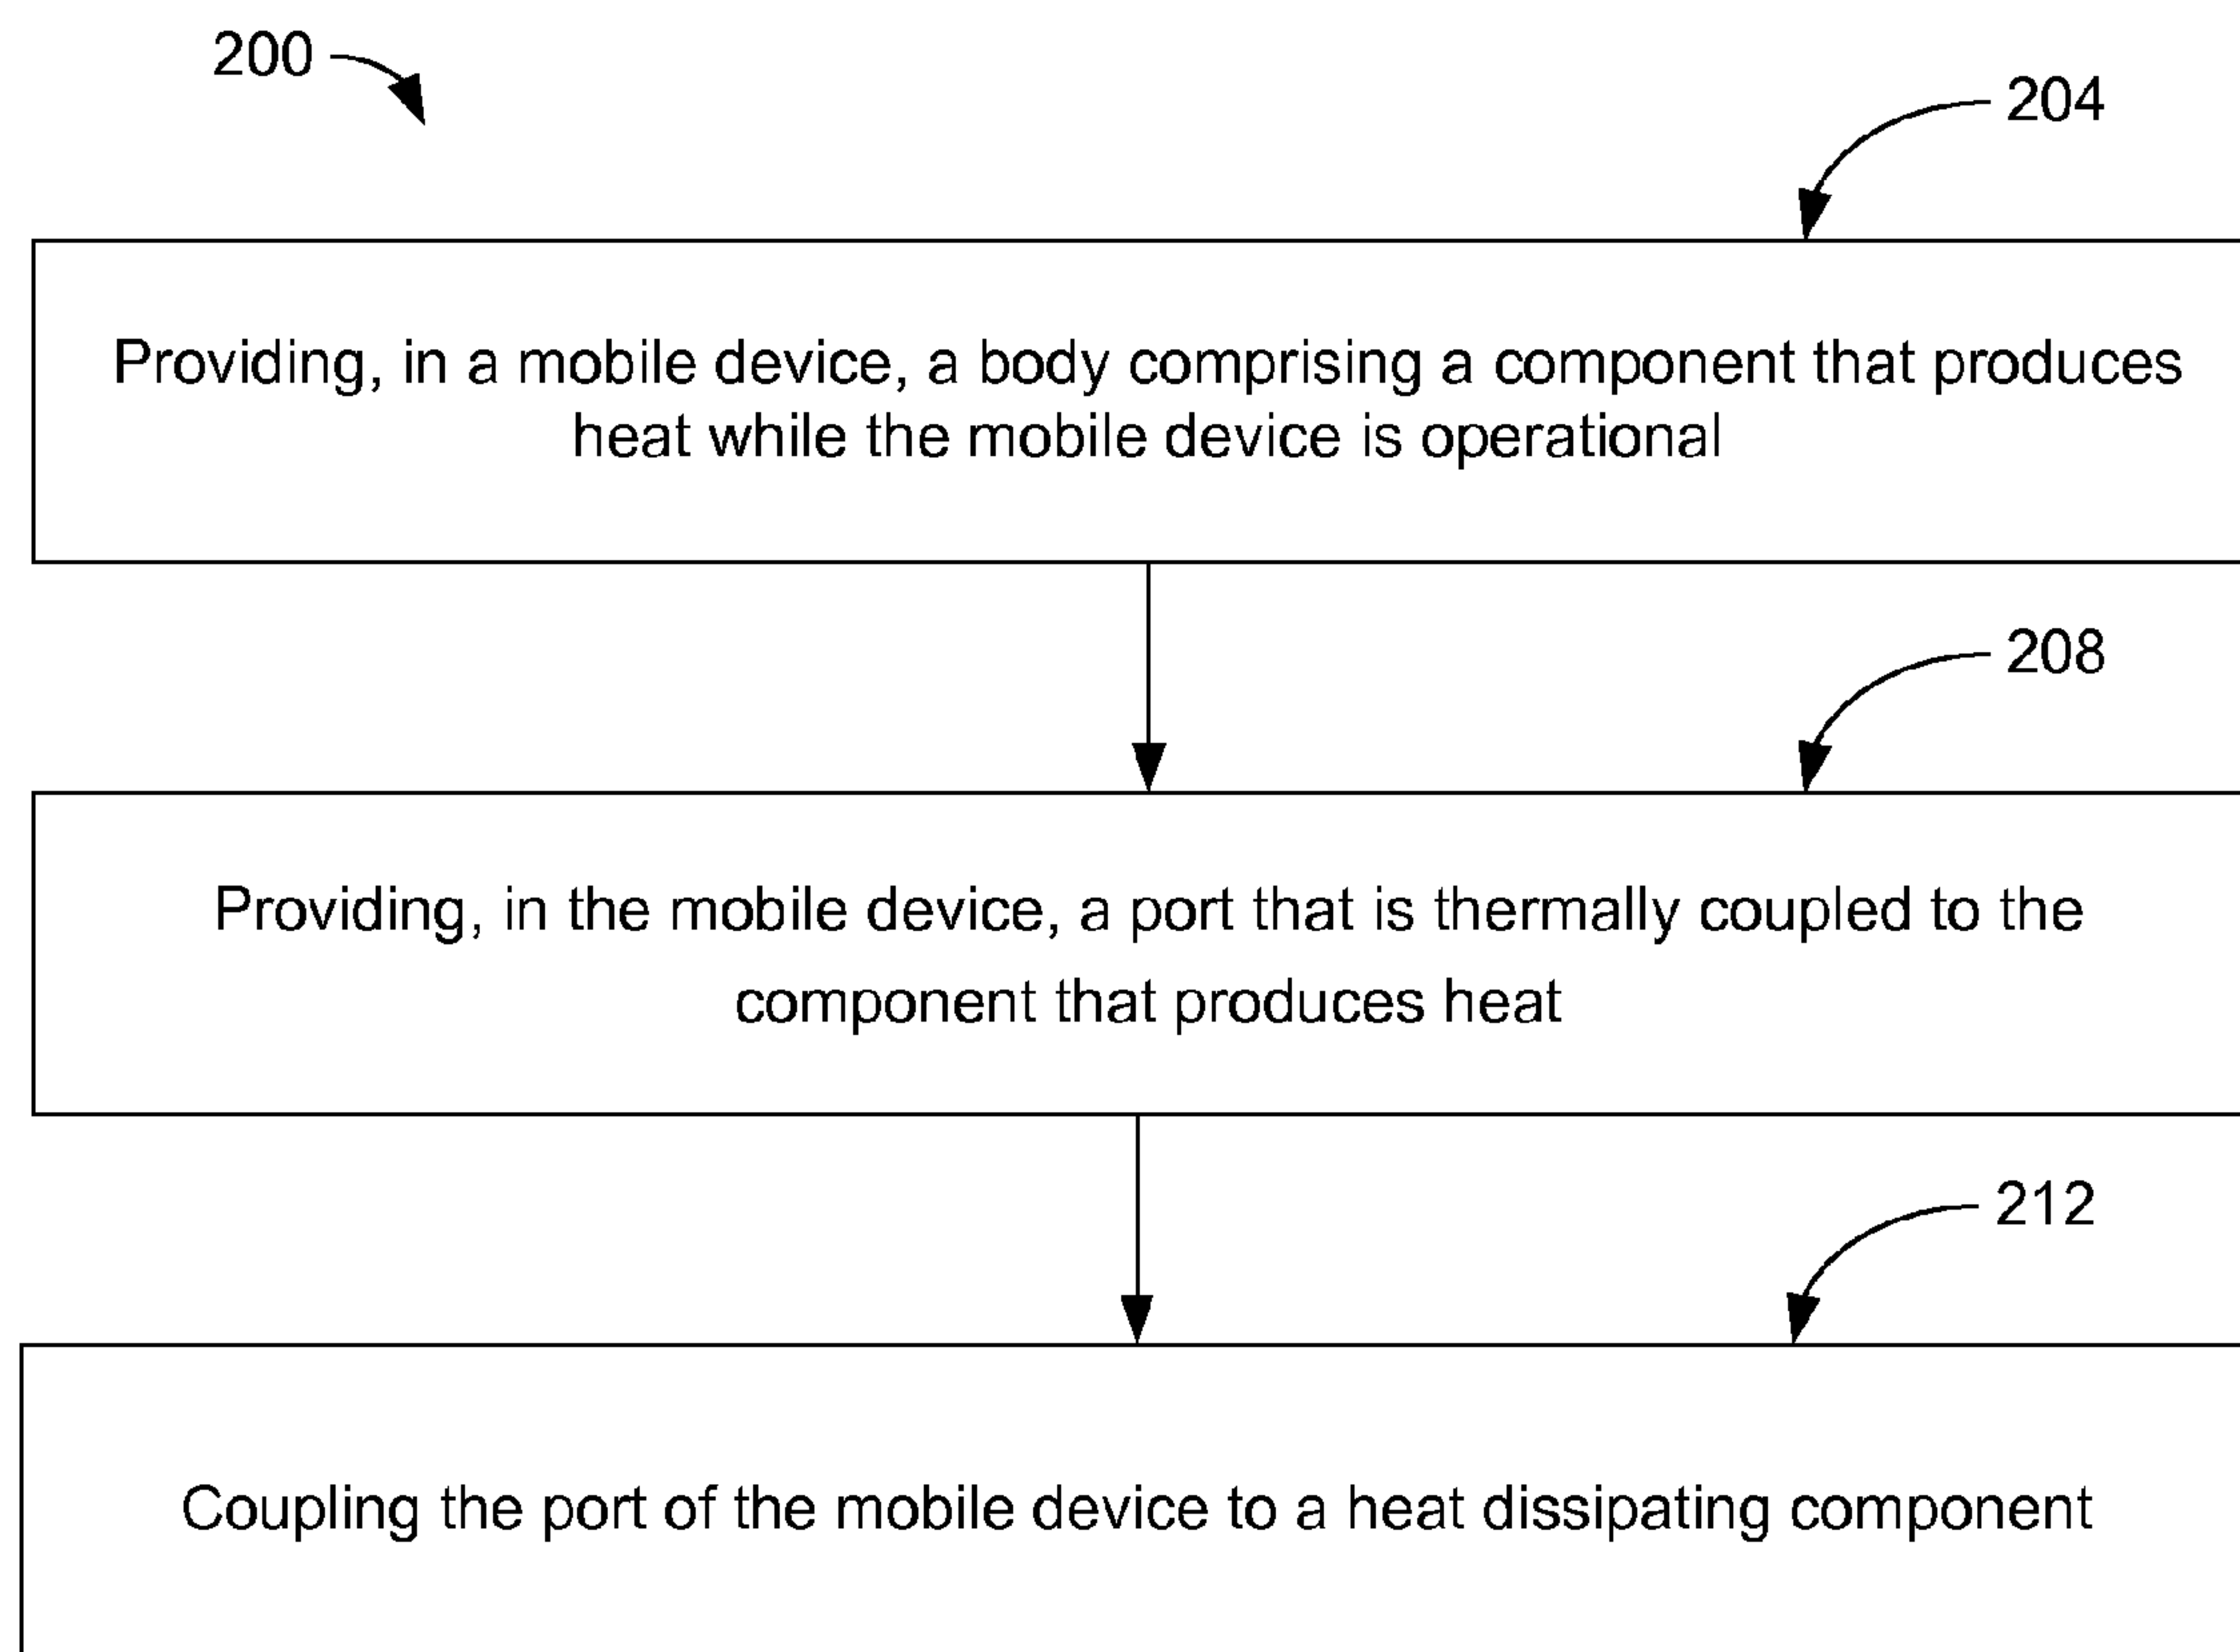 200
204
Providing, in a mobile device, a body comprising a component that produces
heat while the mobile device is operational
208
Providing, in the mobile device, a port that is thermally coupled to the
component that produces heat
212
Coupling the port of the mobile device to a heat dissipating component